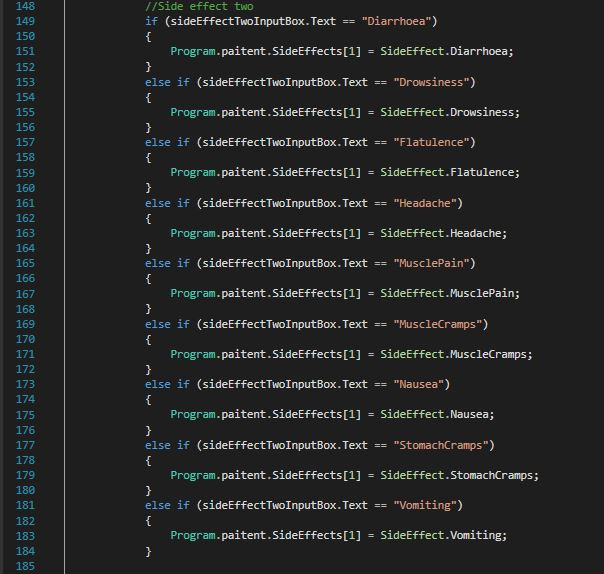 148 //Side effect two
149 if (sideEffectTwoInputBox.Text == "Diarrhoea")
150 {
151 Program.paitent.SideEffects[1] = SideEffect.Diarrhoea;
152 }
153 else if (sideEffectTwoInputBox.Text == "Drowsiness")
154 {
155 Program.paitent.SideEffects[1] = SideEffect.Drowsiness;
156 }
157 else if (sideEffectTwoInputBox.Text == "Flatulence")
158 {
159 Program.paitent.SideEffects[1] = SideEffect.Flatulence;
160 }
161 else if (sideEffectTwoInputBox.Text == "Headache")
162 {
163 Program.paitent.SideEffects[1] = SideEffect.Headache;
164 }
165 else if (sideEffectTwoInputBox.Text == "MusclePain")
166 {
167 Program.paitent.SideEffects[1] = SideEffect.MusclePain;
168 }
169 else if (sideEffectTwoInputBox.Text == "MuscleCramps")
170 {
171 Program.paitent.SideEffects[1] = SideEffect.MuscleCramps;
172 }
173 else if (sideEffectTwoInputBox.Text == "Nausea")
174 {
175 Program.paitent.SideEffects[1] = SideEffect.Nausea;
176 }
177 else if (sideEffectTwoInputBox.Text == "StomachCramps")
178 {
179 Program.paitent.SideEffects[1] = SideEffect.StomachCramps;
180 }
181 else if (sideEffectTwoInputBox.Text == "Vomiting")
182 {
183 Program.paitent.SideEffects[1] = SideEffect.Vomiting;
184 }
185